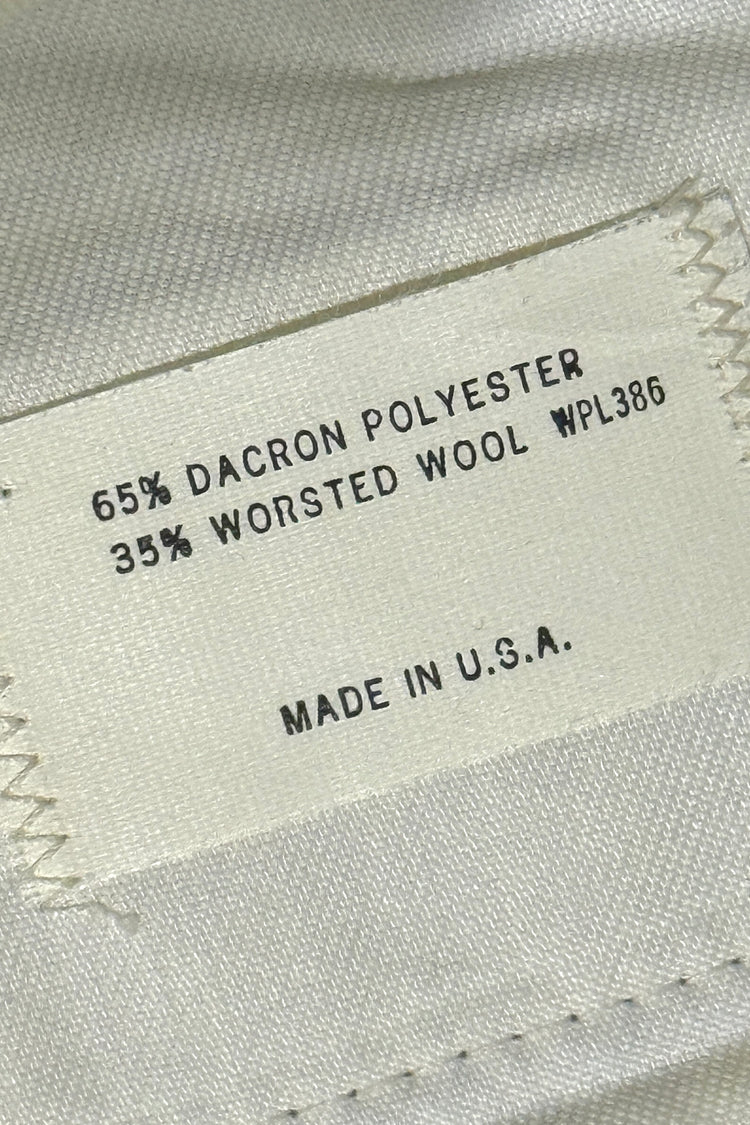 65% DACRON POLYESTER
35% WORSTED WOOL WPL386
MADE IN U.S.A.